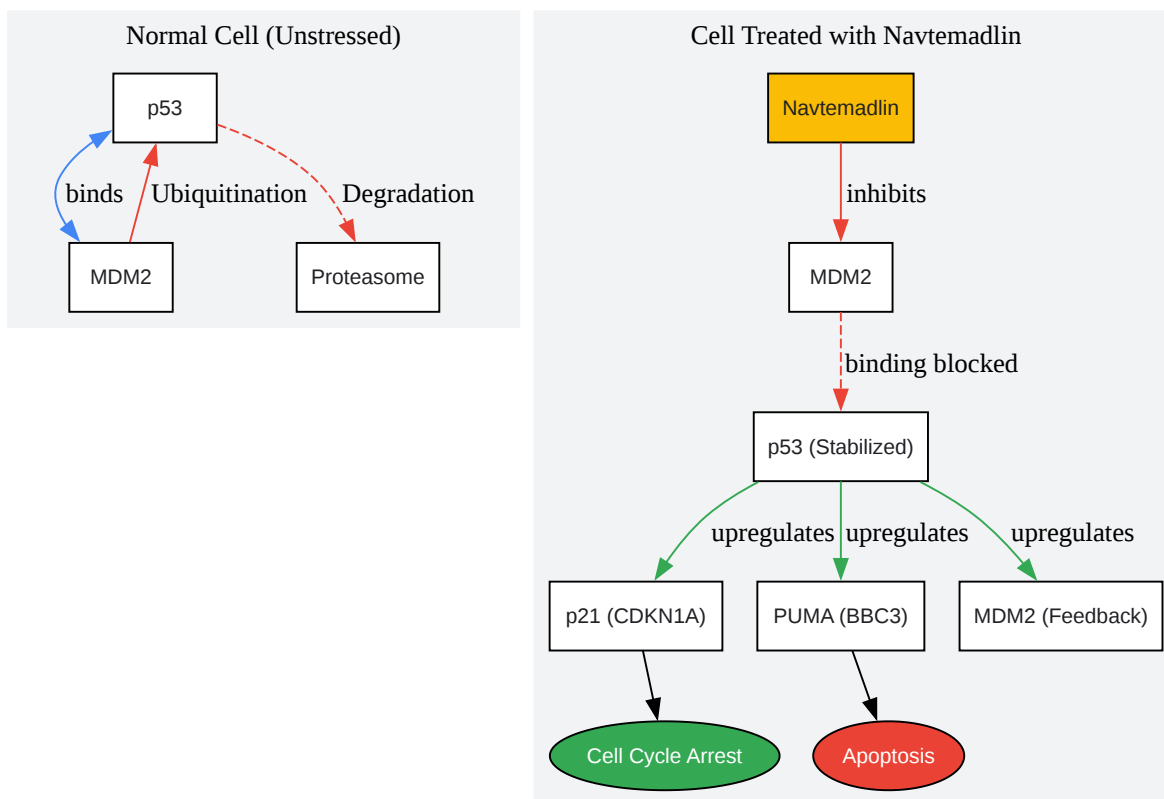 Normal Cell (Unstressed)
p53
binds
Ubiquitination
Degradation
MDM2
Proteasome
Cell Treated with Navtemadlin
Navtemadlin
inhibits
MDM2
binding blocked
p53 (Stabilized)
upregulates
upregulates
upregulates
p21 (CDKN1A)
PUMA (BBC3)
MDM2 (Feedback)
Cell Cycle Arrest
Apoptosis